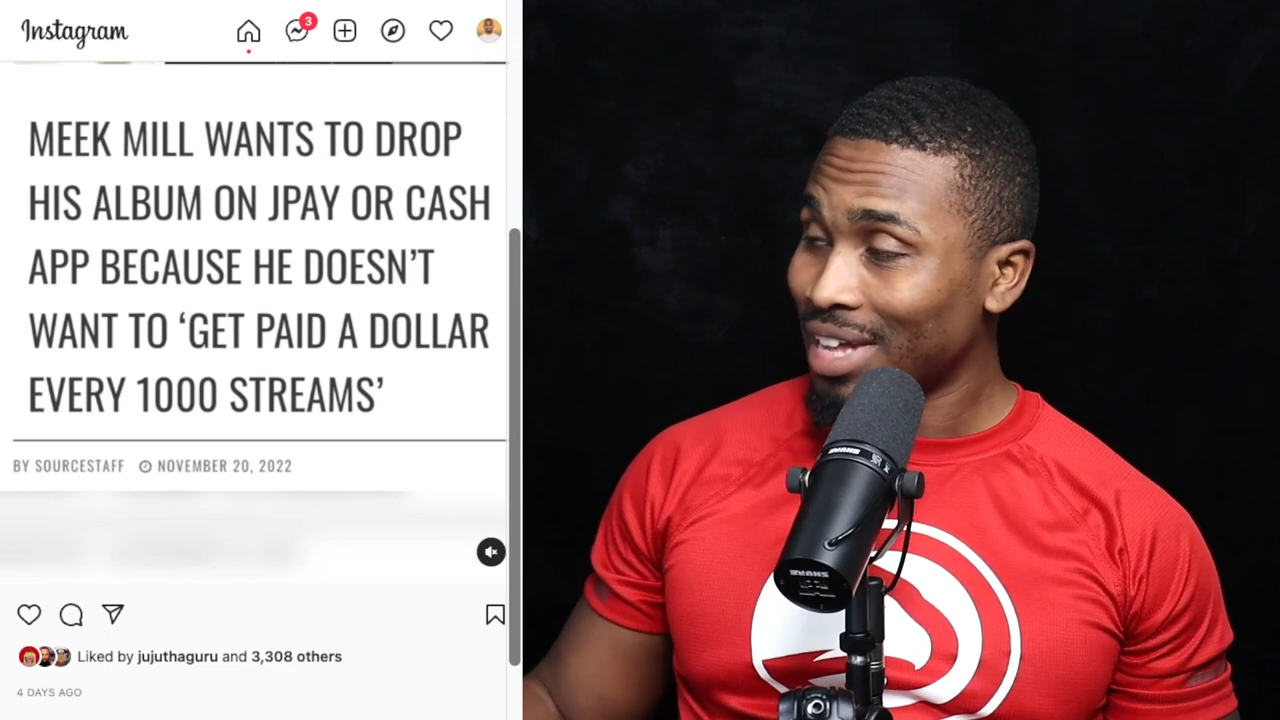 Instagram
3
MEEK MILL WANTS TO DROP
HIS ALBUM ON JPAY OR CASH
APP BECAUSE HE DOESN’T
WANT TO ‘GET PAID A DOLLAR
EVERY 1000 STREAMS’
BY SOURCESTAFF NOVEMBER 20, 2022
Liked by jujuthaguru and 3,308 others
4 DAYS AGO
SHURE
SHURE